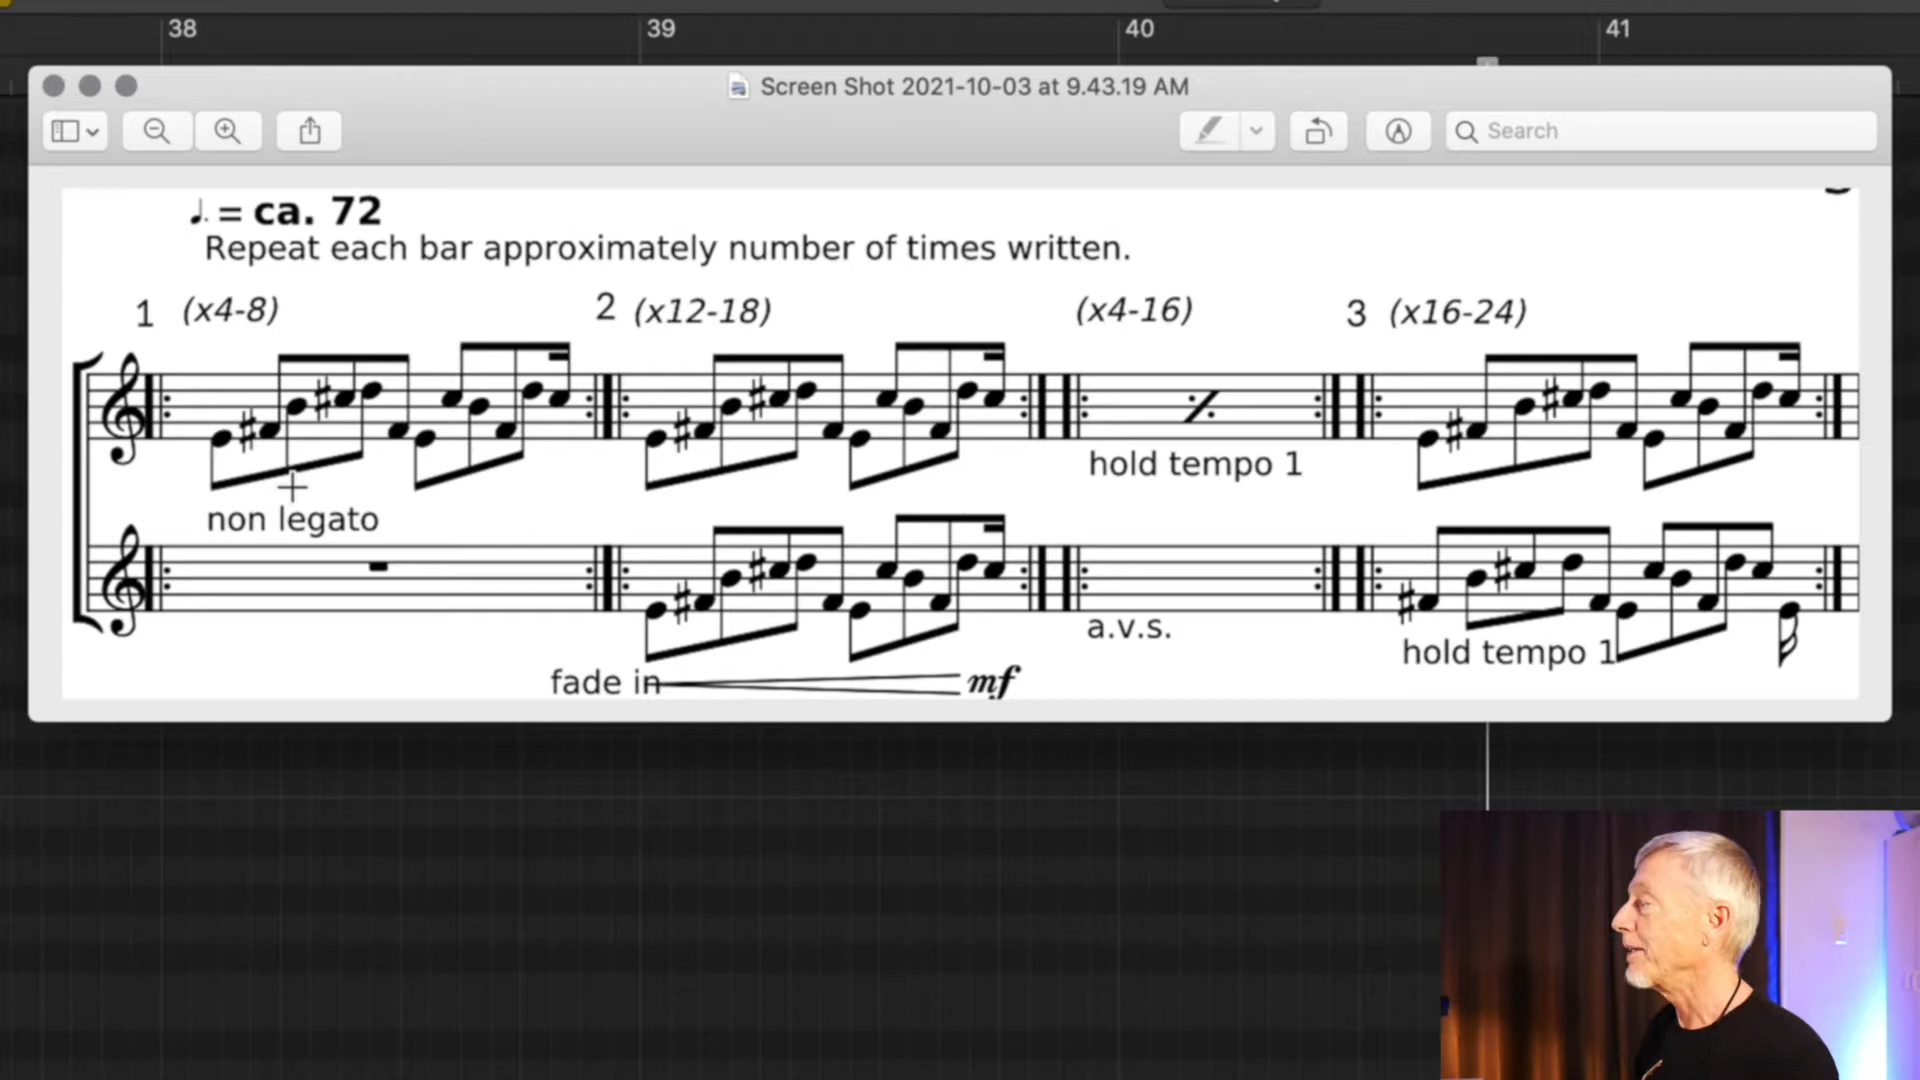 38 39 40 41
Screen Shot 2021-10-03 at 9.43.19 AM
Search
♩. = ca. 72
Repeat each bar approximately number of times written.
1 (x4-8) 2 (x12-18) (x4-16) 3 (x16-24)
hold tempo 1
non legato
a.v.s.
hold tempo 1
fade in mf